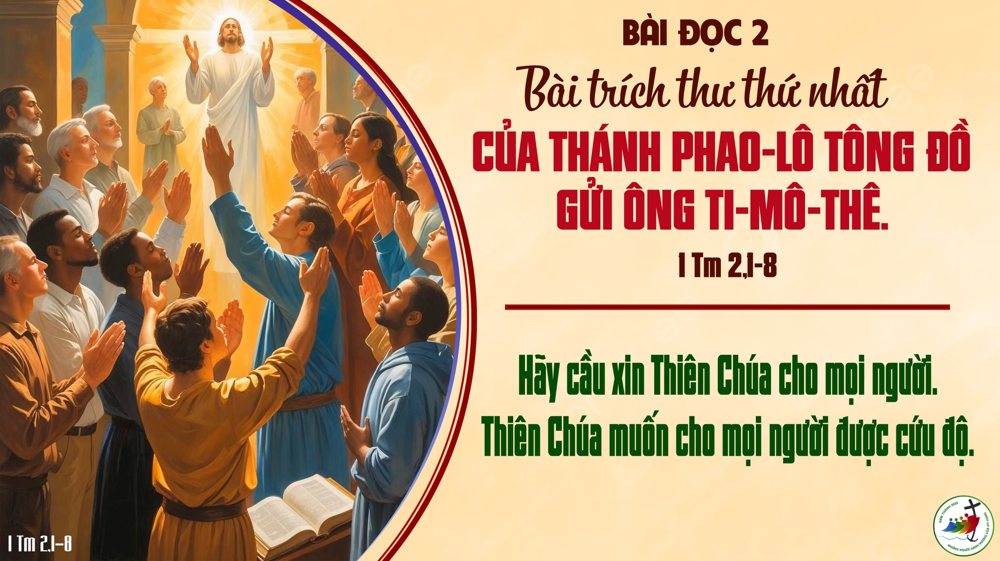 BÀI ĐỌC 2
Bài trích thư thứ nhất
CỦA THÁNH PHAO-LÔ TÔNG ĐỒ
GỬI ÔNG TI-MÔ-THÊ.
1 Tm 2,1-8
Hãy cầu xin Thiên Chúa cho mọi người.
Thiên Chúa muốn cho mọi người được cứu độ.
1 Tm 2,1-8
NĂM THÁNH 2025
NHỮNG NGƯỜI HÀNH HƯƠNG CỦA HY VỌNG